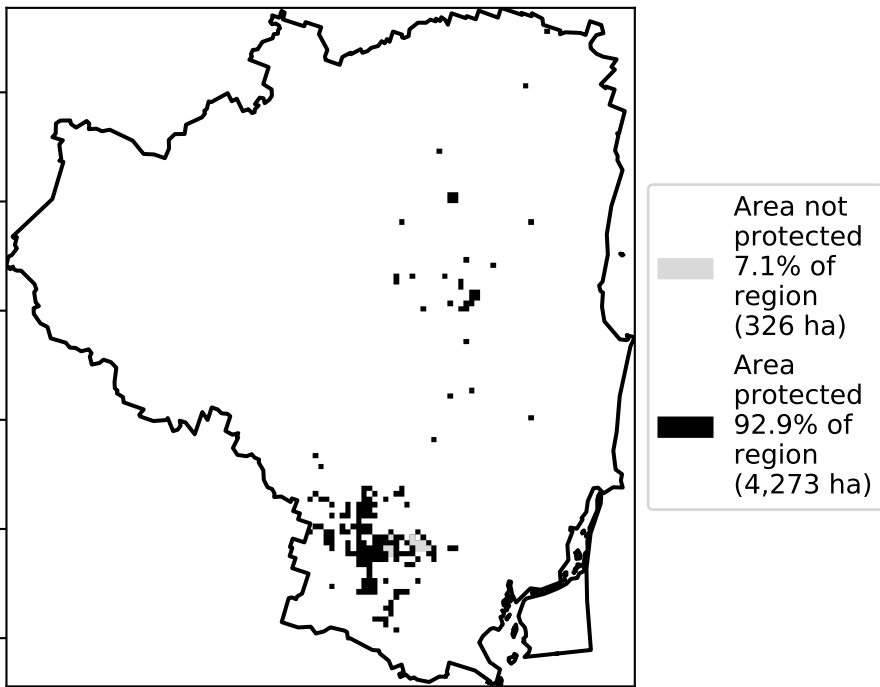 Area not
protected
7.1% of
region
(326 ha)
Area
protected
92.9% of
region
(4,273 ha)